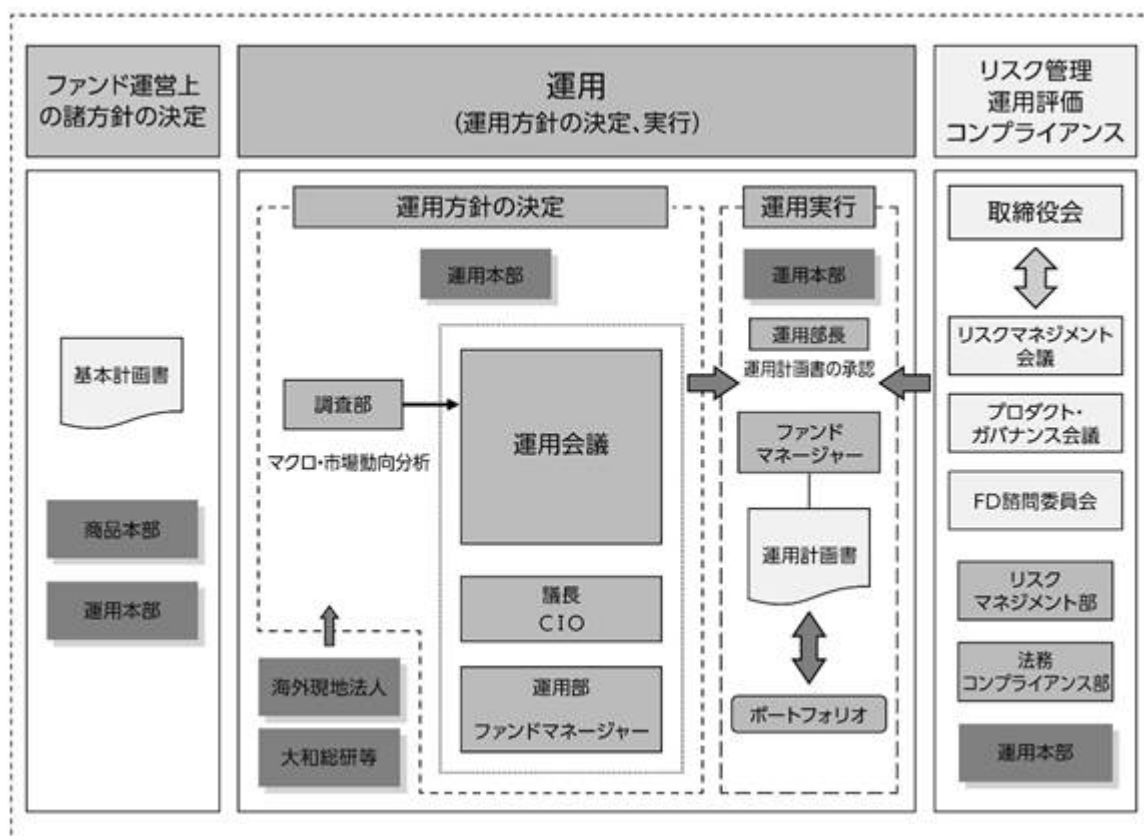 ファンド運営上
の諸方針の決定
運用
(運用方針の決定、実行)
リスク管理
運用評価
コンプライアンス
基本計画書
商品本部
運用本部
運用方針の決定
運用本部
調査部
マクロ・市場動向分析
運用会議
議長
CIO
運用部
ファンドマネージャー
海外現地法人
大和総研等
運用実行
運用本部
運用部長
運用計画書の承認
ファンド
マネージャー
運用計画書
ポートフォリオ
取締役会
リスクマネジメント
会議
プロダクト・
ガバナンス会議
FD諮問委員会
リスク
マネジメント部
法務
コンプライアンス部
運用本部